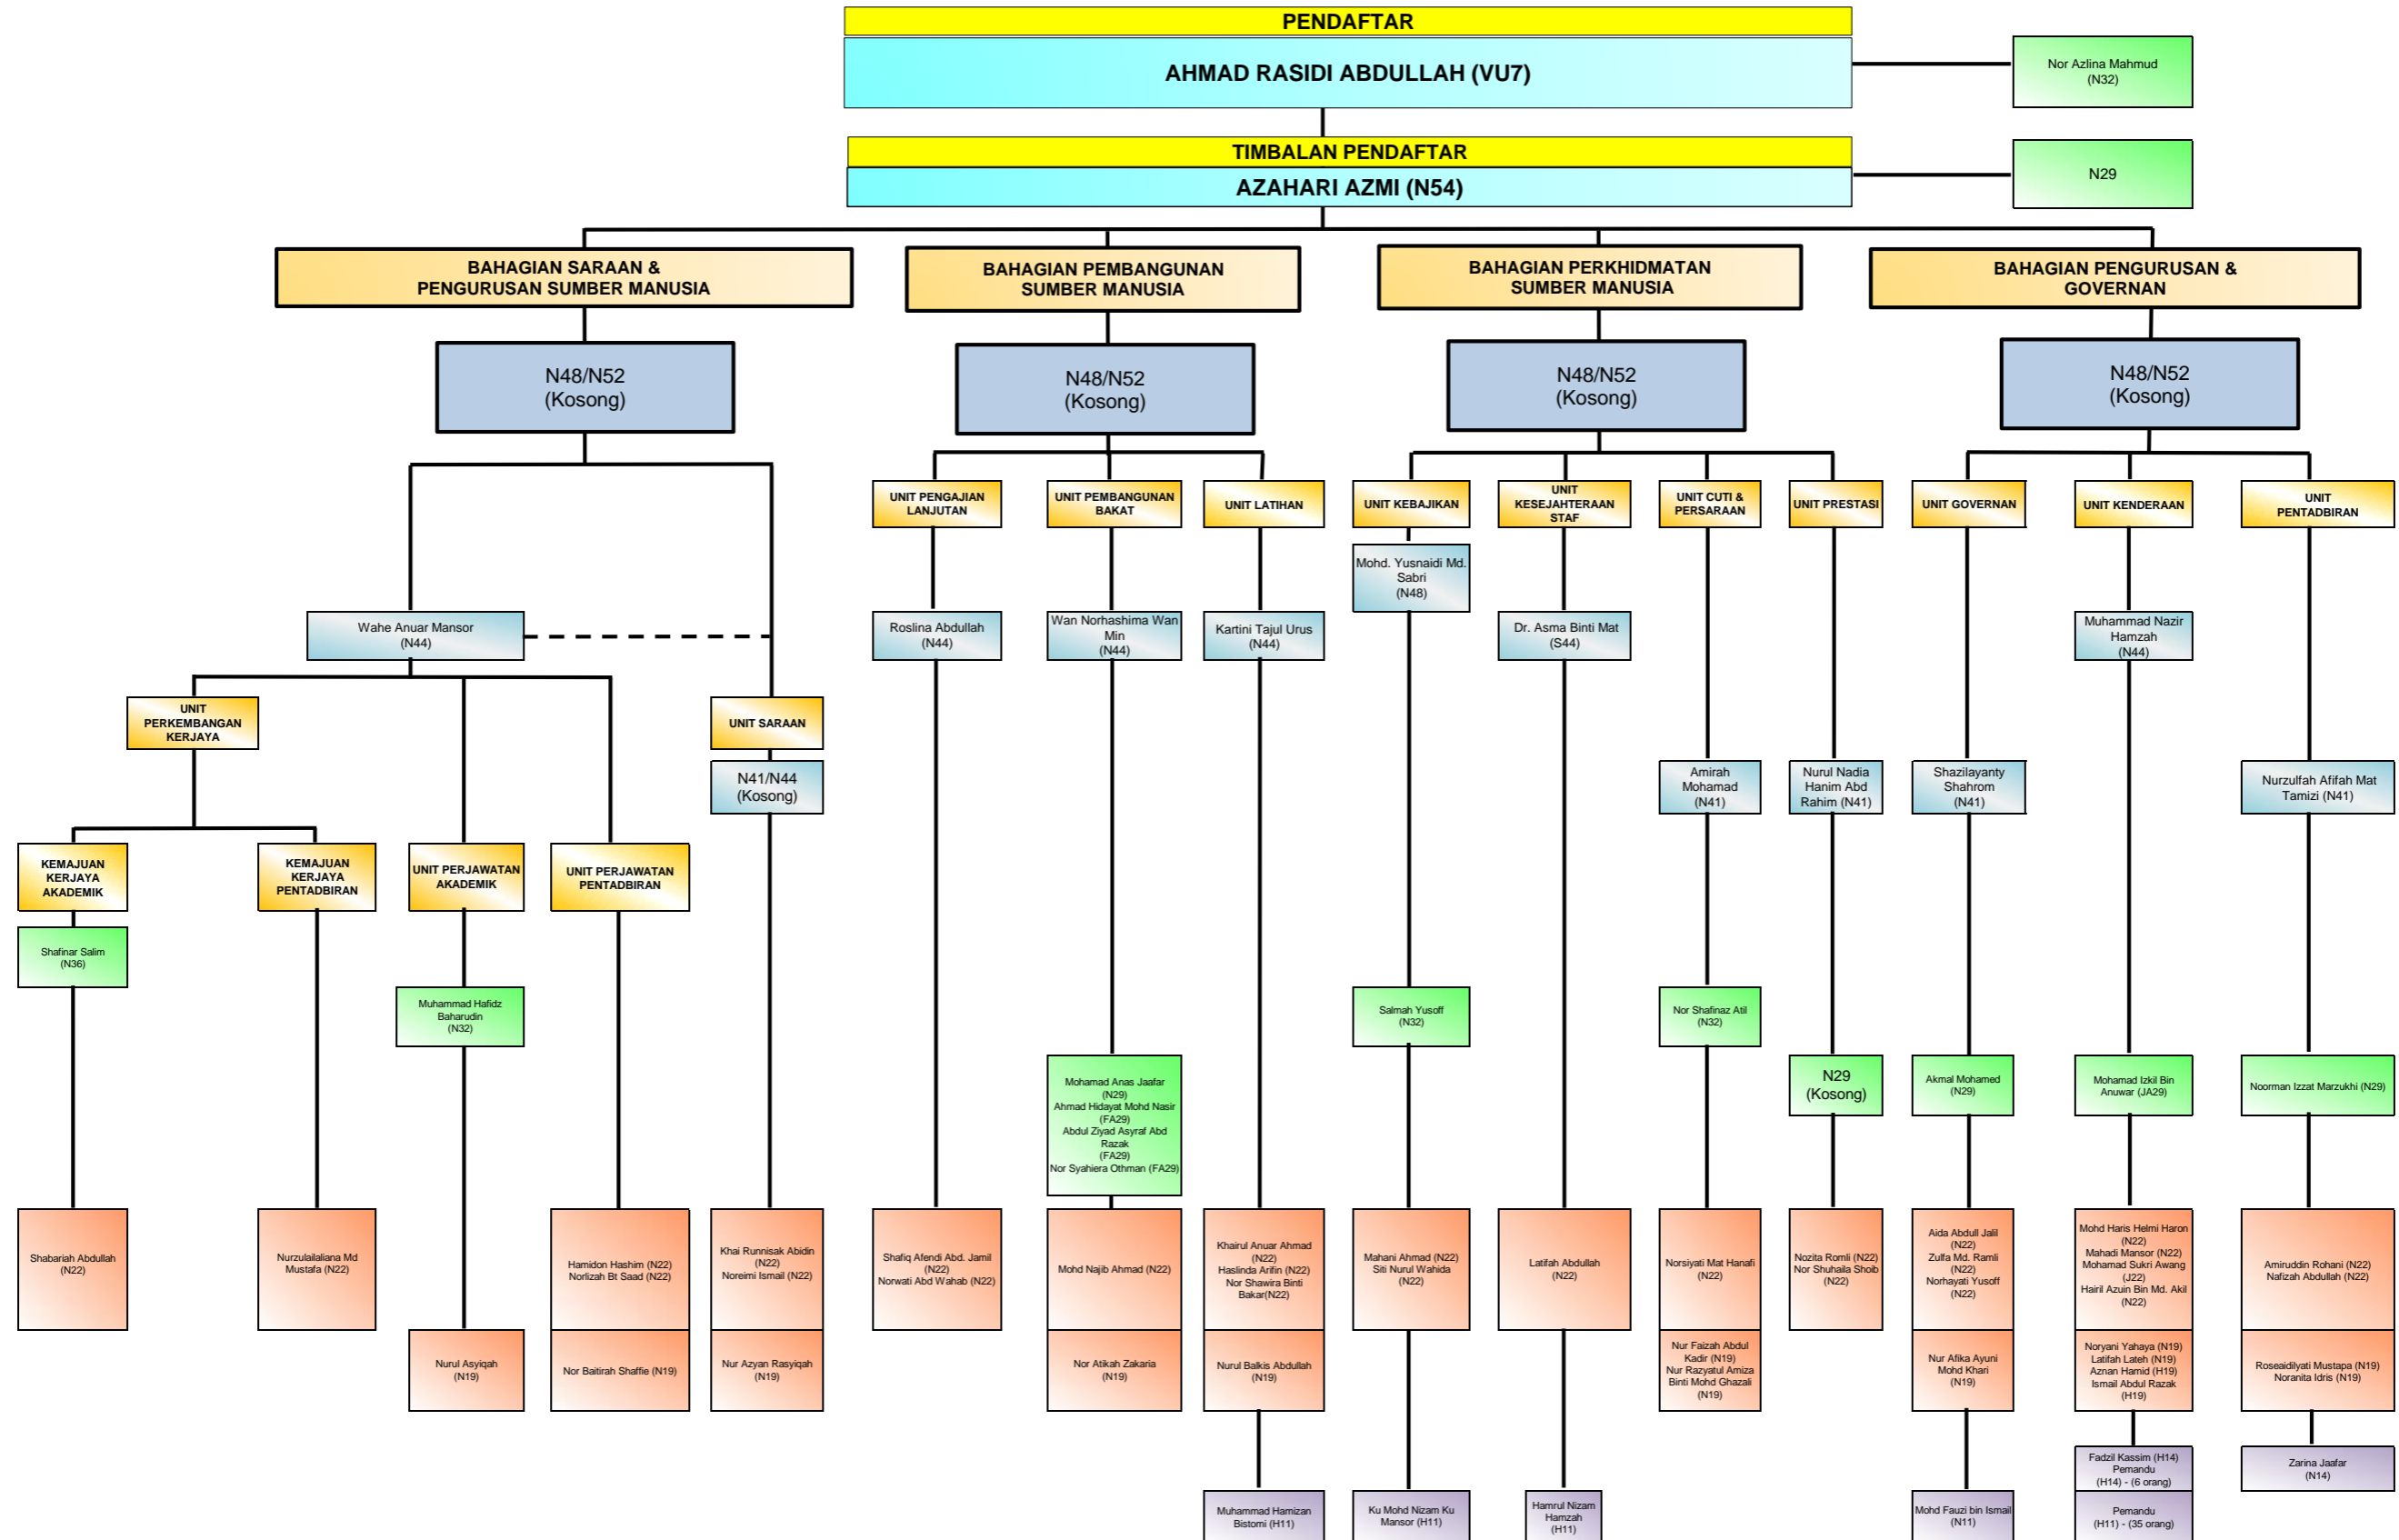 PENDAFTAR
AHMAD RASIDI ABDULLAH (VU7)
Nor Azlina Mahmud
(N32)
TIMBALAN PENDAFTAR
AZAHARI AZMI (N54)
N29
BAHAGIAN SARAAN &
PENGURUSAN SUMBER MANUSIA
BAHAGIAN PEMBANGUNAN
SUMBER MANUSIA
BAHAGIAN PERKHIDMATAN
SUMBER MANUSIA
BAHAGIAN PENGURUSAN &
GOVERNAN
N48/N52
(Kosong)
N48/N52
(Kosong)
N48/N52
(Kosong)
N48/N52
(Kosong)
UNIT PENGAJIAN
LANJUTAN
UNIT PEMBANGUNAN
BAKAT
UNIT LATIHAN
UNIT KEBAJIKAN
UNIT
KESEJAHTERAAN
STAF
UNIT CUTI &
PERSARAAN
UNIT PRESTASI
UNIT GOVERNAN
UNIT KENDERAAN
UNIT
PENTADBIRAN
Mohd. Yusnaidi Md.
Sabri
(N48)
Wahe Anuar Mansor
(N44)
Roslina Abdullah
(N44)
Wan Norhashima Wan
Min
(N44)
Kartini Tajul Urus
(N44)
Dr. Asma Binti Mat
(S44)
Muhammad Nazir
Hamzah
(N44)
UNIT
PERKEMBANGAN
KERJAYA
UNIT SARAAN
N41/N44
(Kosong)
Amirah
Mohamad
(N41)
Nurul Nadia
Hanim Abd
Rahim (N41)
Shazilayanty
Shahrom
(N41)
Nurzulfah Afifah Mat
Tamizi (N41)
KEMAJUAN
KERJAYA
AKADEMIK
KEMAJUAN
KERJAYA
PENTADBIRAN
UNIT PERJAWATAN
AKADEMIK
UNIT PERJAWATAN
PENTADBIRAN
Shafinar Salim
(N36)
Muhammad Hafidz
Baharudin
(N32)
Salmah Yusoff
(N32)
Nor Shafinaz Atil
(N32)
Mohamad Anas Jaafar
(N29)
Ahmad Hidayat Mohd Nasir
(FA29)
Abdul Ziyad Asyraf Abd
Razak
(FA29)
Nor Syahiera Othman (FA29)
N29
(Kosong)
Akmal Mohamed
(N29)
Mohamad Izkil Bin
Anuwar (JA29)
Noorman Izzat Marzukhi (N29)
Shabariah Abdullah
(N22)
Nurzulailaliana Md
Mustafa (N22)
Hamidon Hashim (N22)
Norlizah Bt Saad (N22)
Khai Runnisak Abidin
(N22)
Noreimi Ismail (N22)
Shafiq Afendi Abd. Jamil
(N22)
Norwati Abd Wahab (N22)
Mohd Najib Ahmad (N22)
Khairul Anuar Ahmad
(N22)
Haslinda Arifin (N22)
Nor Shawira Binti
Bakar(N22)
Mahani Ahmad (N22)
Siti Nurul Wahida
(N22)
Latifah Abdullah
(N22)
Norsiyati Mat Hanafi
(N22)
Nozita Romli (N22)
Nor Shuhaila Shoib
(N22)
Aida Abdull Jalil
(N22)
Zulfa Md. Ramli
(N22)
Norhayati Yusoff
(N22)
Mohd Haris Helmi Haron
(N22)
Mahadi Mansor (N22)
Mohamad Sukri Awang
(J22)
Hairil Azuin Bin Md. Akil
(N22)
Amiruddin Rohani (N22)
Nafizah Abdullah (N22)
Nurul Asyiqah
(N19)
Nor Baitirah Shaffie (N19)
Nur Azyan Rasyiqah
(N19)
Nor Atikah Zakaria
(N19)
Nurul Balkis Abdullah
(N19)
Nur Faizah Abdul
Kadir (N19)
Nur Razyatul Amiza
Binti Mohd Ghazali
(N19)
Nur Afika Ayuni
Mohd Khari
(N19)
Noryani Yahaya (N19)
Latifah Lateh (N19)
Aznan Hamid (H19)
Ismail Abdul Razak
(H19)
Roseaidilyati Mustapa (N19)
Noranita Idris (N19)
Fadzil Kassim (H14)
Pemandu
(H14) - (6 orang)
Zarina Jaafar
(N14)
Muhammad Hamizan
Bistomi (H11)
Ku Mohd Nizam Ku
Mansor (H11)
Hamrul Nizam
Hamzah
(H11)
Mohd Fauzi bin Ismail
(N11)
Pemandu
(H11) - (35 orang)